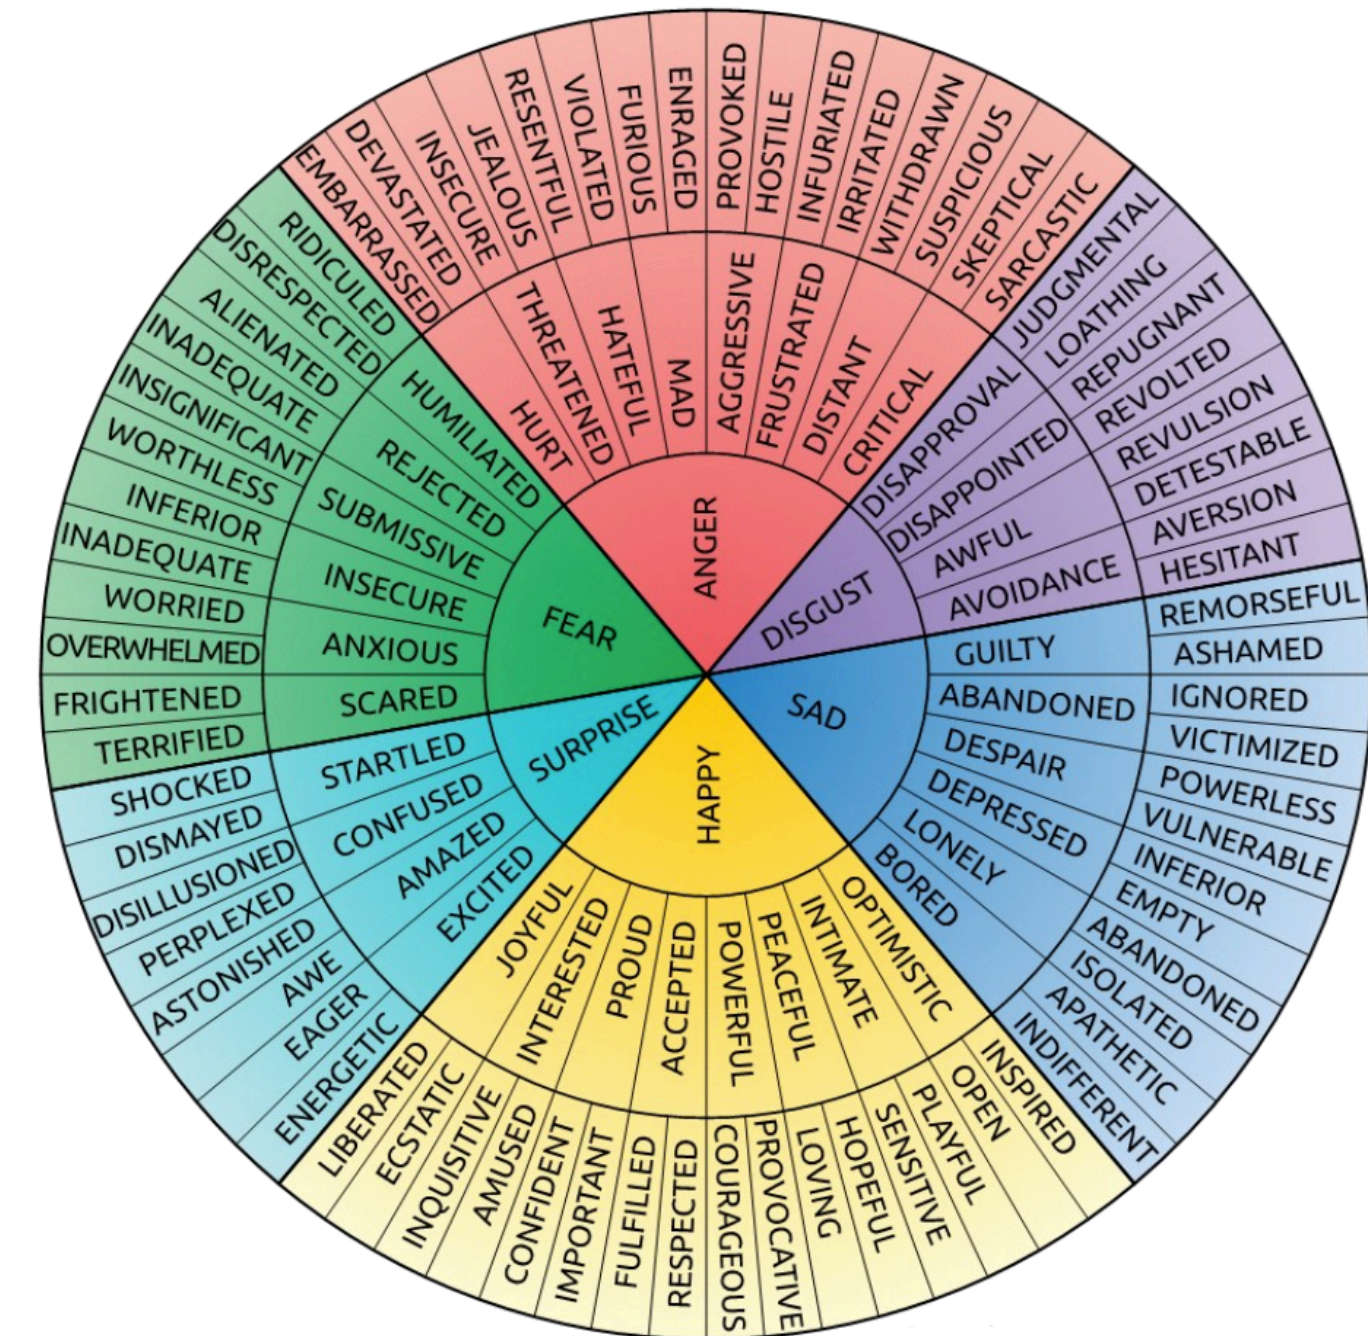 ANGER
HURT
THREATENED
HATEFUL
MAD
AGGRESSIVE
FRUSTRATED
DISTANT
CRITICAL
EMBARRASSED
DEVASTATED
INSECURE
JEALOUS
RESENTFUL
VIOLATED
FURIOUS
ENRAGED
PROVOKED
HOSTILE
INFURIATED
IRRITATED
WITHDRAWN
SUSPICIOUS
SKEPTICAL
SARCASTIC
DISGUST
DISAPPROVAL
DISAPPOINTED
AWFUL
AVOIDANCE
JUDGMENTAL
LOATHING
REPUGNANT
REVOLTED
REVULSION
DETESTABLE
AVERSION
HESITANT
SAD
GUILTY
ABANDONED
DESPAIR
DEPRESSED
LONELY
BORED
REMORSEFUL
ASHAMED
IGNORED
VICTIMIZED
POWERLESS
VULNERABLE
INFERIOR
EMPTY
ABANDONED
ISOLATED
APATHETIC
INDIFFERENT
HAPPY
OPTIMISTIC
INTIMATE
PEACEFUL
POWERFUL
ACCEPTED
PROUD
INTERESTED
JOYFUL
INSPIRED
OPEN
PLAYFUL
SENSITIVE
HOPEFUL
LOVING
PROVOCATIVE
COURAGEOUS
RESPECTED
FULFILLED
IMPORTANT
CONFIDENT
AMUSED
INQUISITIVE
ECSTATIC
LIBERATED
SURPRISE
EXCITED
AMAZED
CONFUSED
STARTLED
ENERGETIC
EAGER
AWE
ASTONISHED
PERPLEXED
DISILLUSIONED
DISMAYED
SHOCKED
FEAR
SCARED
ANXIOUS
INSECURE
SUBMISSIVE
REJECTED
HUMILIATED
TERRIFIED
FRIGHTENED
OVERWHELMED
WORRIED
INADEQUATE
INFERIOR
WORTHLESS
INSIGNIFICANT
INADEQUATE
ALIENATED
DISRESPECTED
RIDICULED